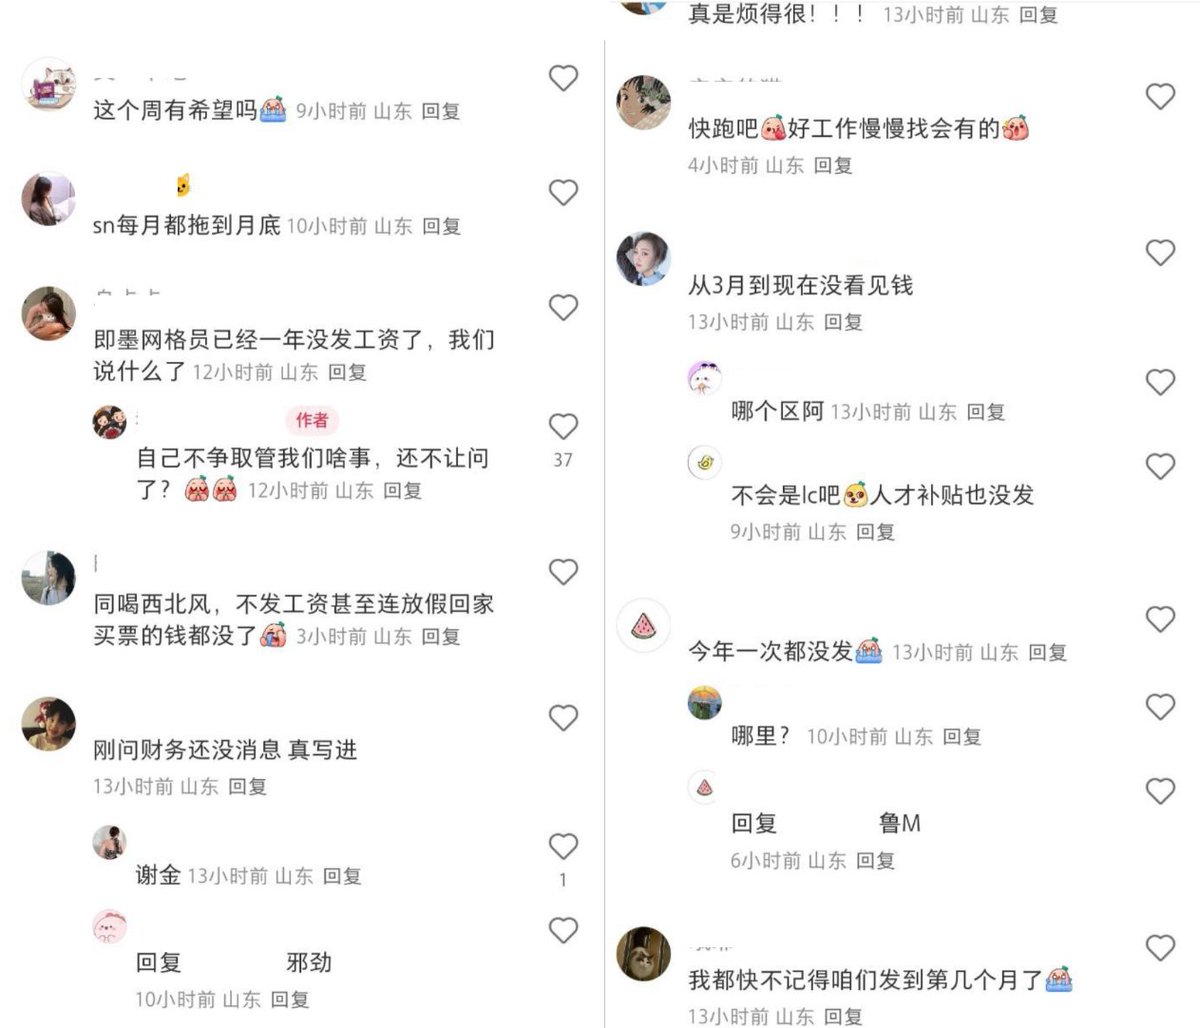 这个周有希望吗 9小时前 山东 回复
sn每月都拖到月底 10小时前 山东 回复
即墨网格员已经一年没发工资了，我们
说什么了 12小时前 山东 回复
作者
自己不争取管我们啥事，还不让问
了？ 12小时前 山东 回复
37
同喝西北风，不发工资甚至连放假回家
买票的钱都没了 3小时前 山东 回复
刚问财务还没消息 真写进
13小时前 山东 回复
谢金 13小时前 山东 回复
1
回复 邪劲
10小时前 山东 回复
真是烦得很！！！ 13小时前 山东 回复
快跑吧好工作慢慢找会有的
4小时前 山东 回复
从3月到现在没看见钱
13小时前 山东 回复
哪个区阿 13小时前 山东 回复
不会是lc吧人才补贴也没发
9小时前 山东 回复
今年一次都没发 13小时前 山东 回复
哪里？ 10小时前 山东 回复
回复 鲁M
6小时前 山东 回复
我都快不记得咱们发到第几个月了
13小时前 山东 回复